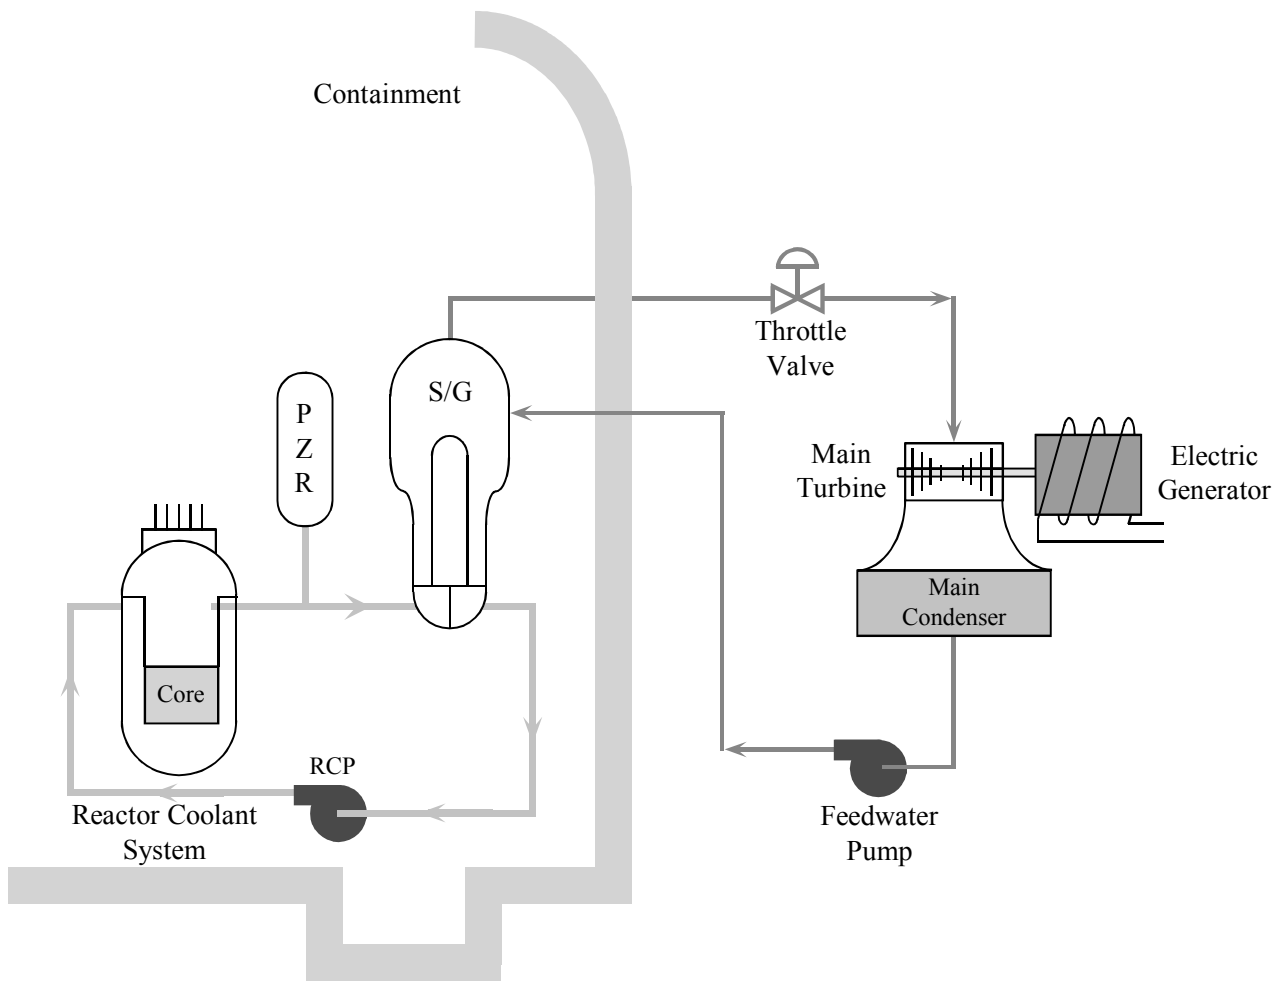 Containment
Throttle
Valve
S/G
P
Z
R
Main
Turbine
Electric
Generator
Main
Condenser
Core
RCP
Reactor Coolant
System
Feedwater
Pump